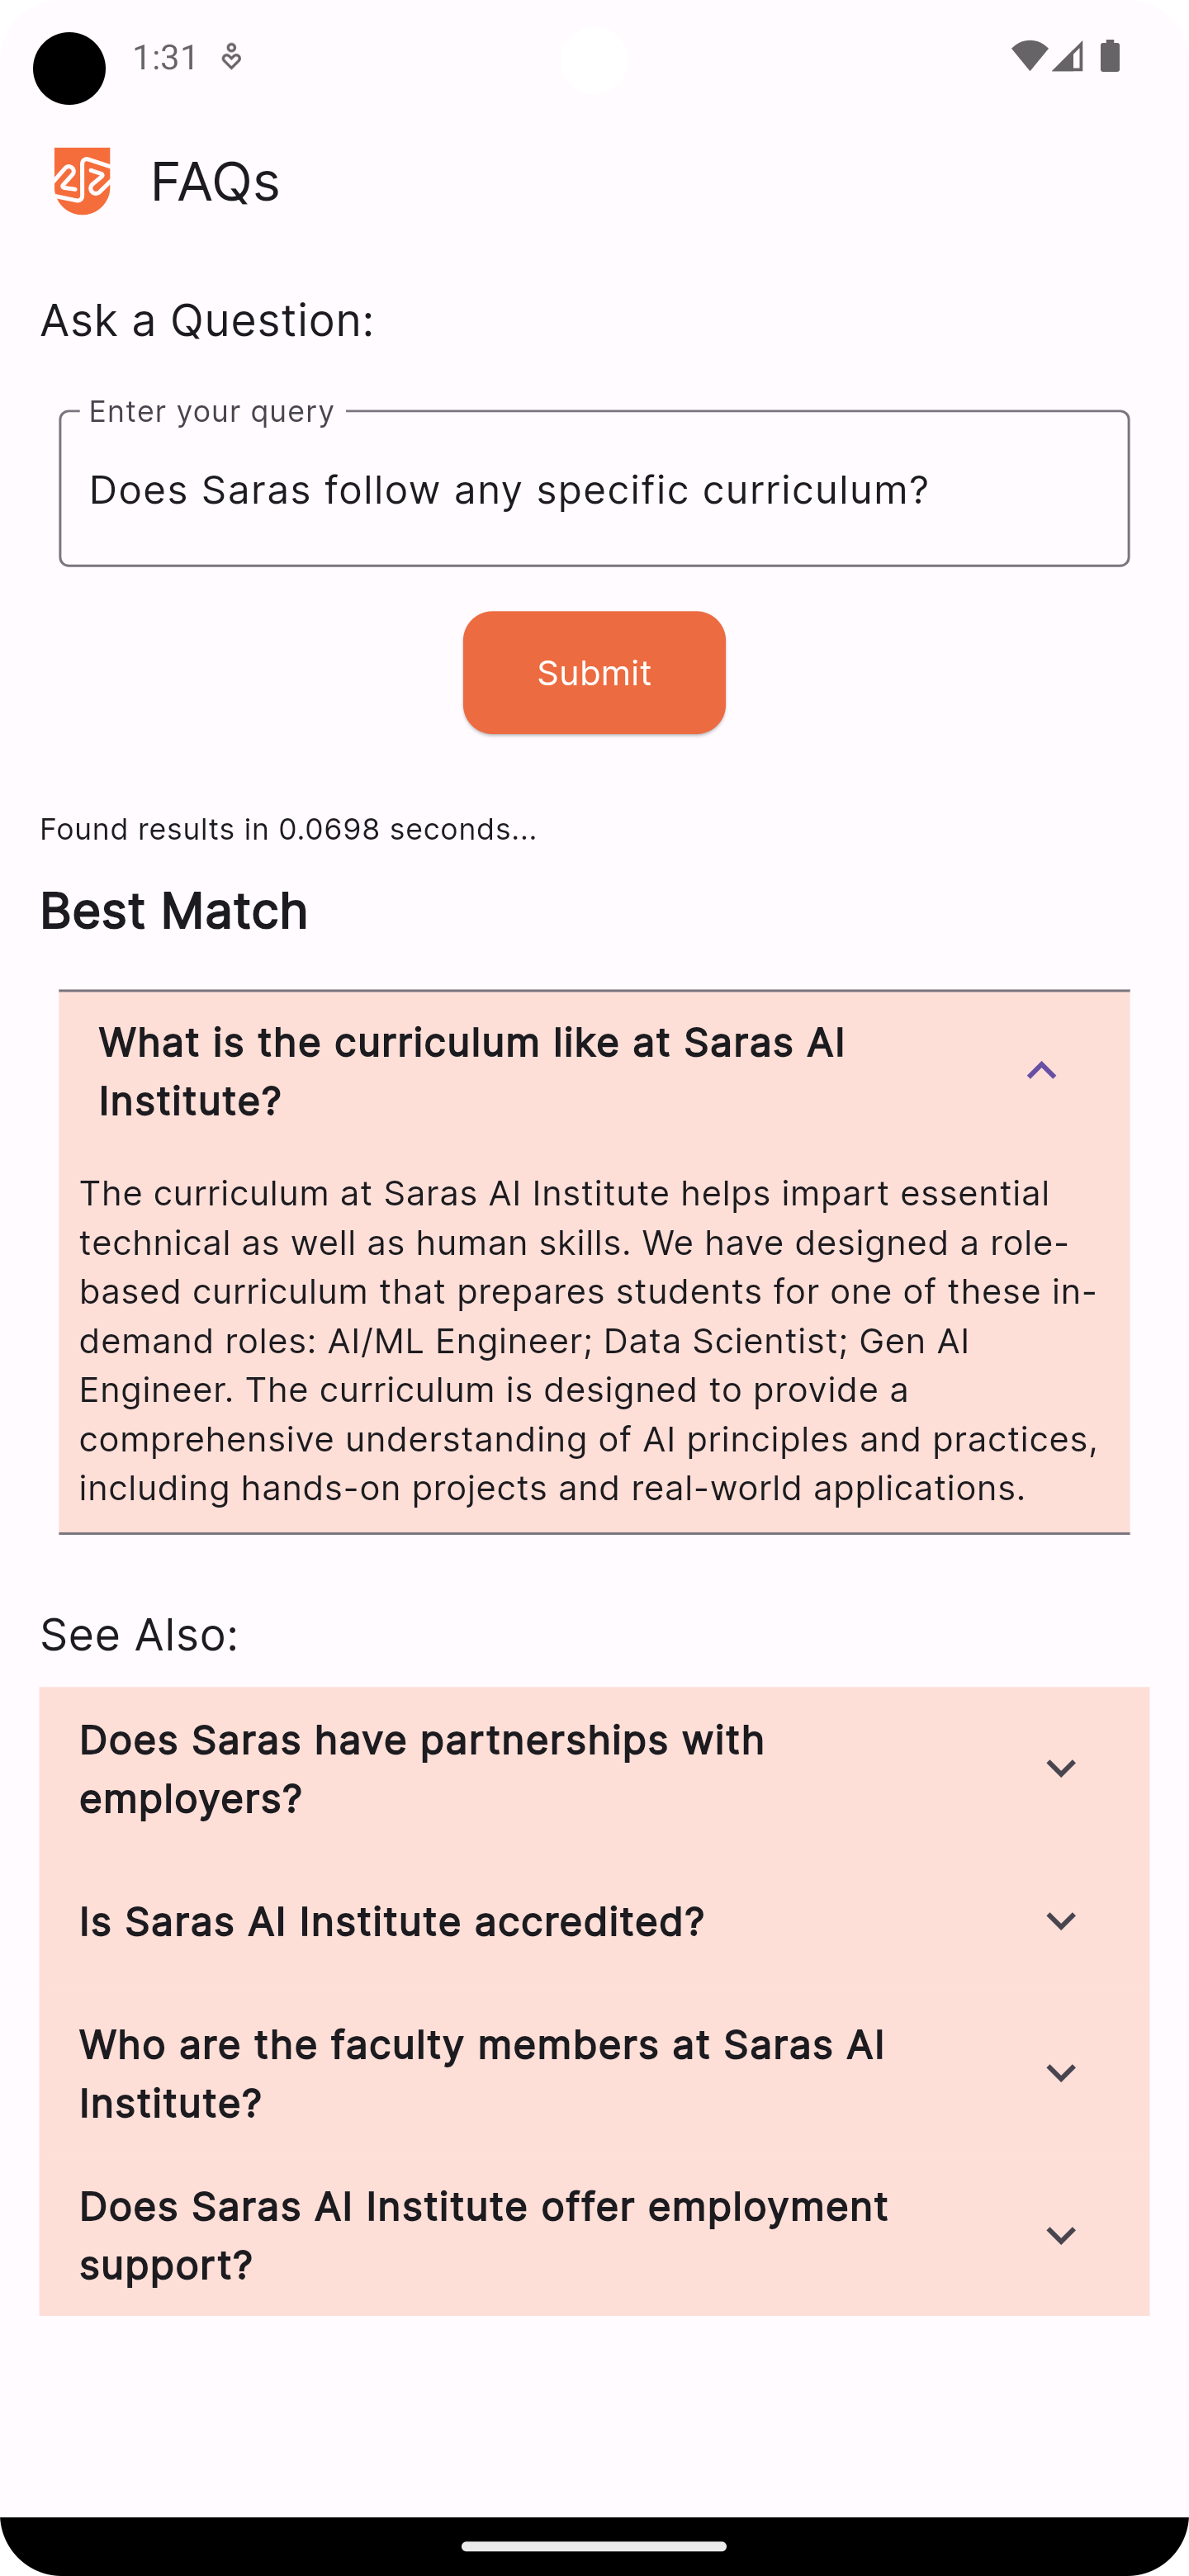 1:31
FAQs
Ask a Question:
Enter your query
Does Saras follow any specific curriculum?
Submit
Found results in 0.0698 seconds...
Best Match
What is the curriculum like at Saras AI
Institute?
The curriculum at Saras AI Institute helps impart essential
technical as well as human skills. We have designed a role-
based curriculum that prepares students for one of these in-
demand roles: AI/ML Engineer; Data Scientist; Gen AI
Engineer. The curriculum is designed to provide a
comprehensive understanding of AI principles and practices,
including hands-on projects and real-world applications.
See Also:
Does Saras have partnerships with
employers?
Is Saras AI Institute accredited?
Who are the faculty members at Saras AI
Institute?
Does Saras AI Institute offer employment
support?